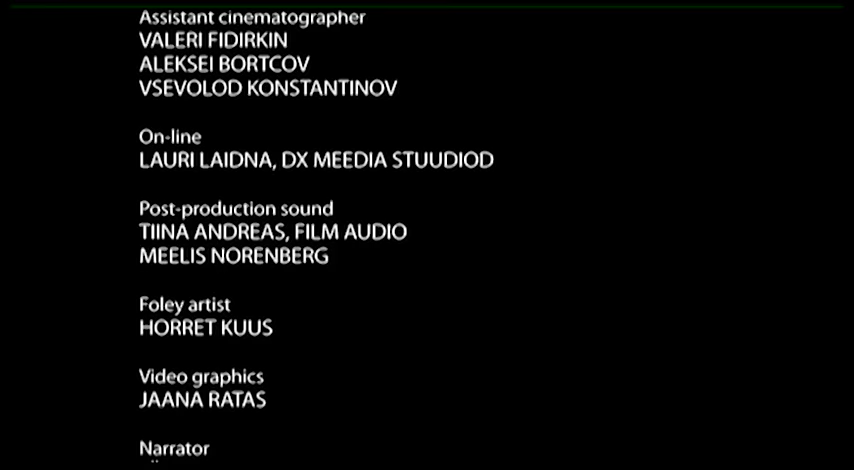 Assistant cinematographer
VALERI FIDIRKIN
ALEKSEI BORTCOV
VSEVOLOD KONSTANTINOV
On-line
LAURI LAIDNA, DX MEEDIA STUUDIOD
Post-production sound
TIINA ANDREAS, FILM AUDIO
MEELIS NORENBERG
Foley artist
HORRET KUUS
Video graphics
JAANA RATAS
Narrator